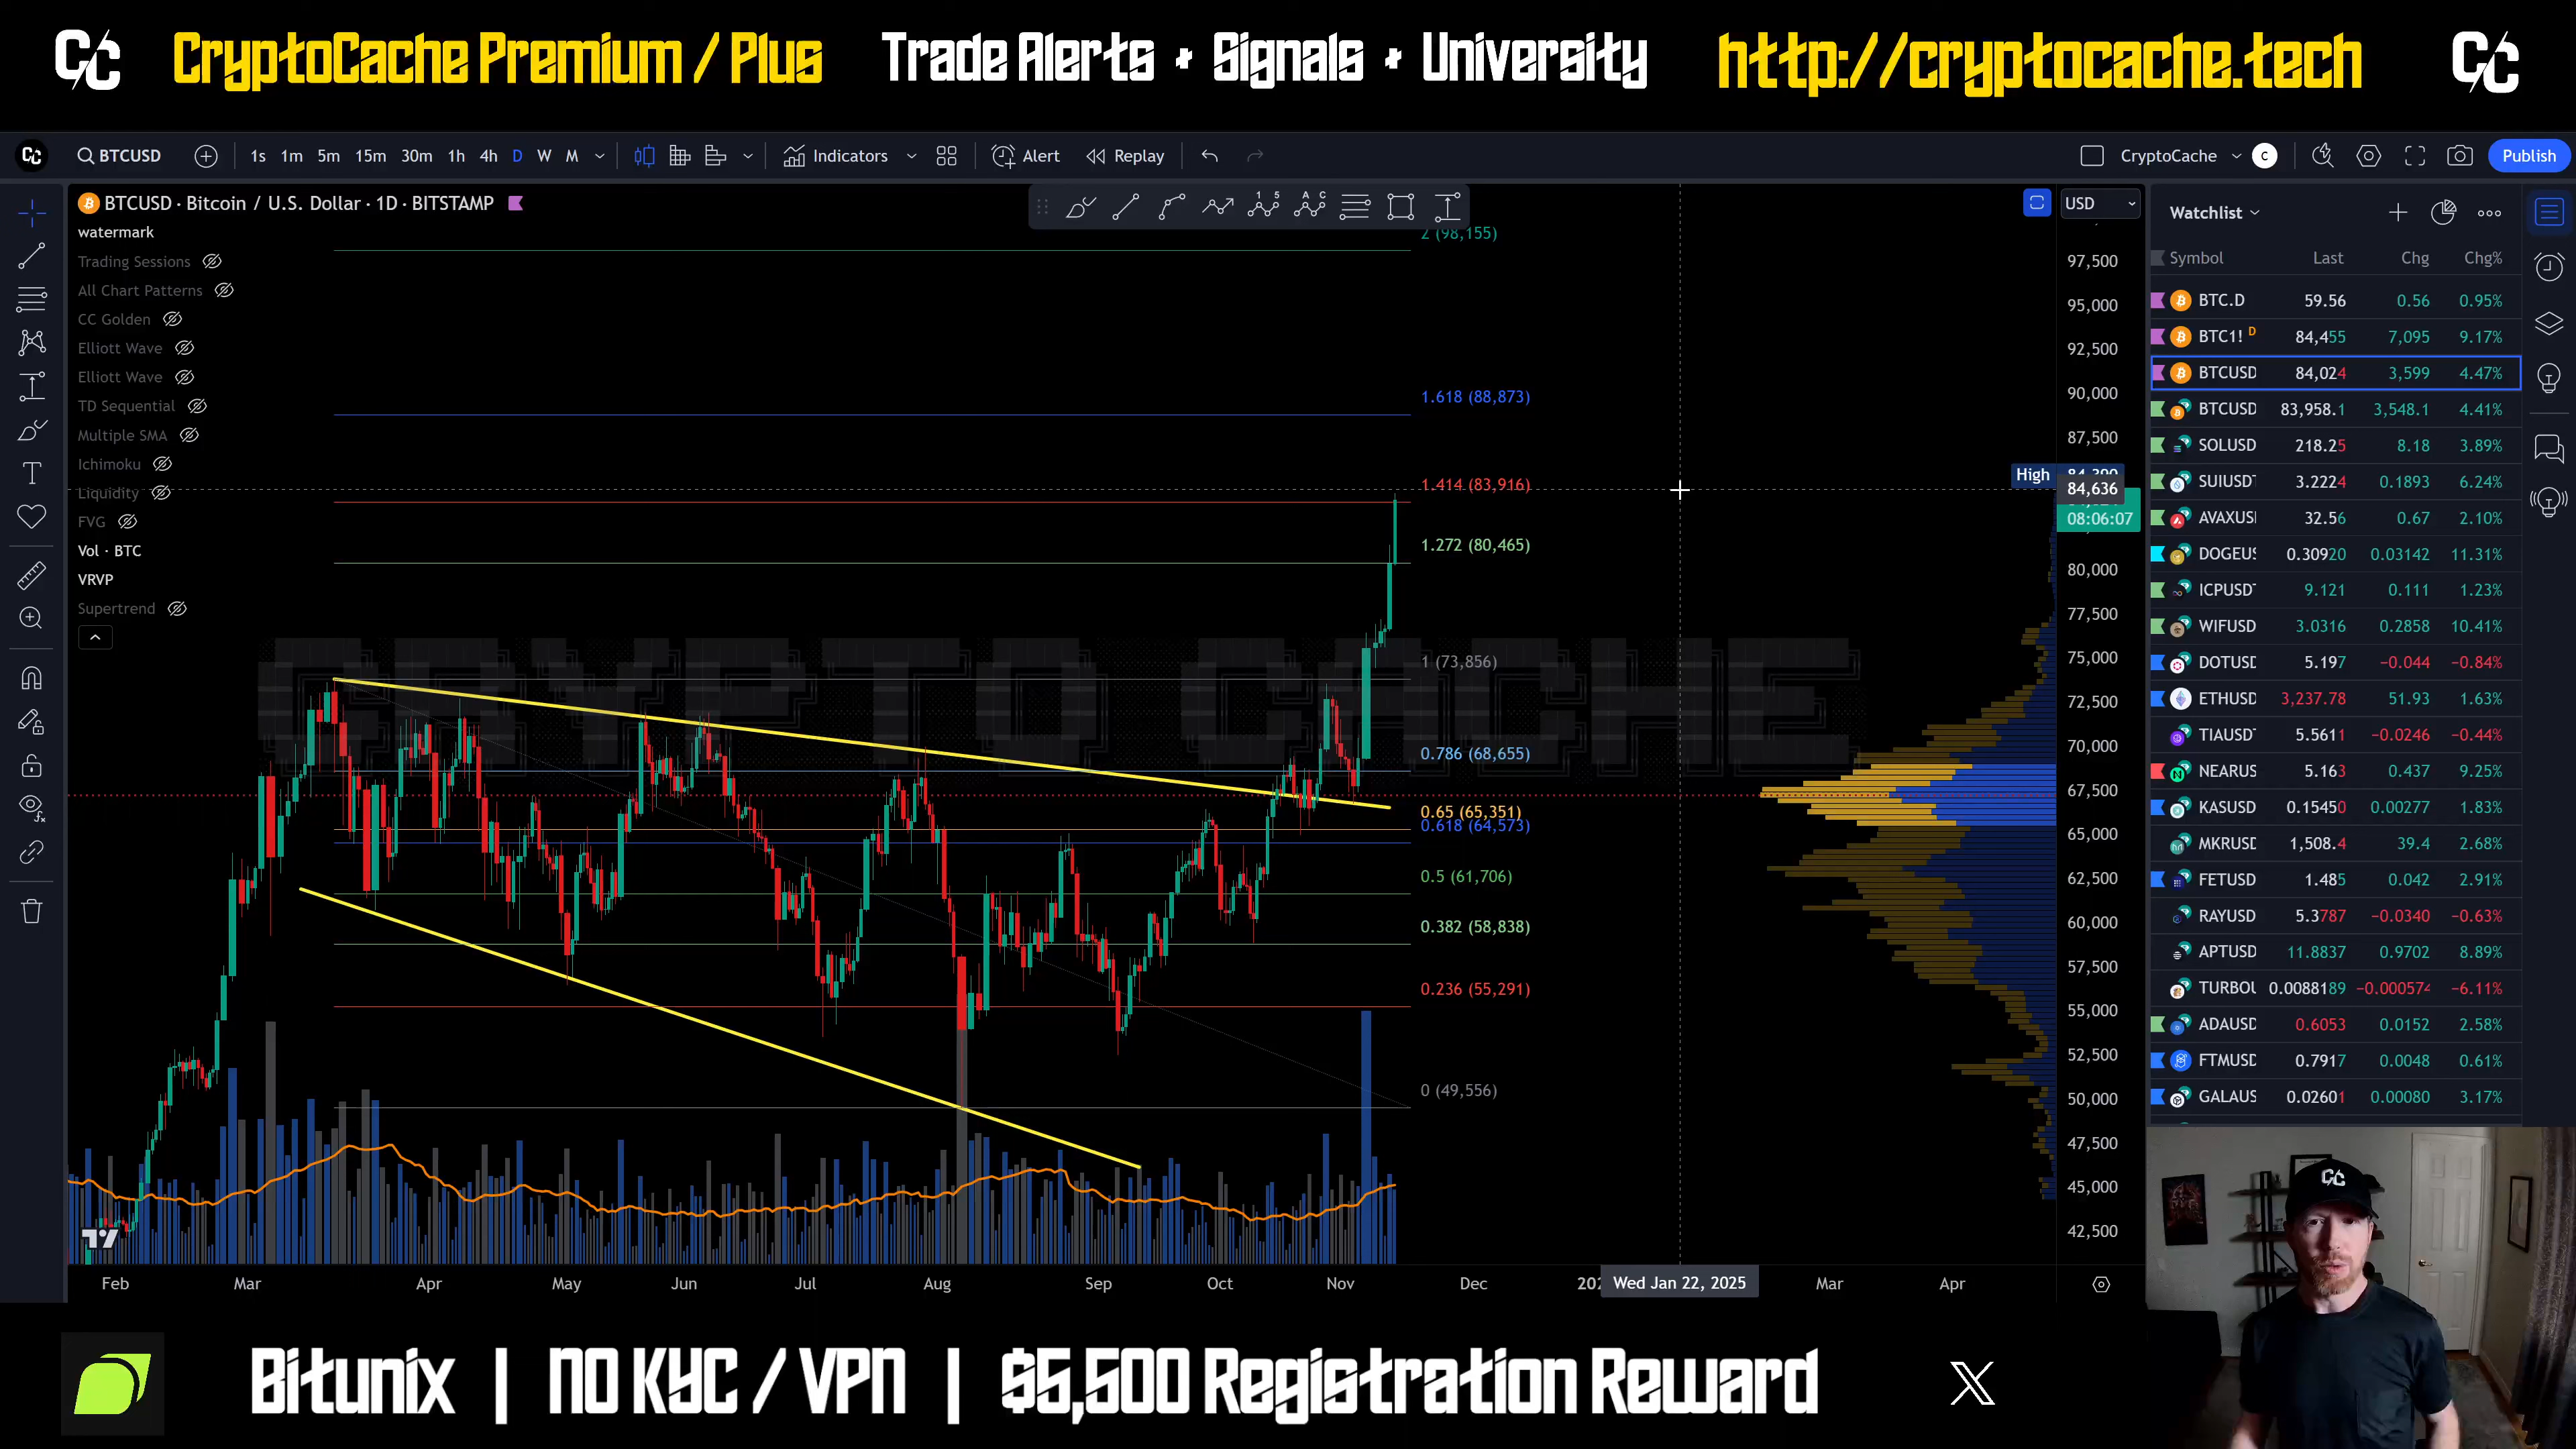 CryptoCache Premium / Plus Trade Alerts + Signals + University http://cryptocache.tech
BTCUSD 1s 1m 5m 15m 30m 1h 4h D W M Indicators Alert Replay CryptoCache C Publish
BTCUSD · Bitcoin / U.S. Dollar · 1D · BITSTAMP
USD
watermark
Trading Sessions
All Chart Patterns
CC Golden
Elliott Wave
Elliott Wave
TD Sequential
Multiple SMA
Ichimoku
Liquidity
FVG
Vol · BTC
VRVP
Supertrend
2 (98,155)
1.618 (88,873)
1.414 (83,916)
1.272 (80,465)
1 (73,856)
0.786 (68,655)
0.65 (65,351)
0.618 (64,573)
0.5 (61,706)
0.382 (58,838)
0.236 (55,291)
0 (49,556)
CRYPTO CACHE
97,500
95,000
92,500
90,000
87,500
High
84,636
08:06:07
80,000
77,500
75,000
72,500
70,000
67,500
65,000
62,500
60,000
57,500
55,000
52,500
50,000
47,500
45,000
42,500
Feb Mar Apr May Jun Jul Aug Sep Oct Nov Dec Wed Jan 22, 2025 Mar Apr
Watchlist
Symbol Last Chg Chg%
BTC.D 59.56 0.56 0.95%
BTC1! D 84,455 7,095 9.17%
BTCUSD 84,024 3,599 4.47%
BTCUSD 83,958.1 3,548.1 4.41%
SOLUSD 218.25 8.18 3.89%
SUIUSDT 3.2224 0.1893 6.24%
AVAXUSI 32.56 0.67 2.10%
DOGEUS 0.30920 0.03142 11.31%
ICPUSDT 9.121 0.111 1.23%
WIFUSD 3.0316 0.2858 10.41%
DOTUSD 5.197 −0.044 −0.84%
ETHUSD 3,237.78 51.93 1.63%
TIAUSDT 5.5611 −0.0246 −0.44%
NEARUS 5.163 0.437 9.25%
KASUSD 0.15450 0.00277 1.83%
MKRUSD 1,508.4 39.4 2.68%
FETUSD 1.485 0.042 2.91%
RAYUSD 5.3787 −0.0340 −0.63%
APTUSD 11.8837 0.9702 8.89%
TURBOU 0.0088189 −0.000574 −6.11%
ADAUSD 0.6053 0.0152 2.58%
FTMUSD 0.7917 0.0048 0.61%
GALAUS 0.02601 0.00080 3.17%
Bitunix | NO KYC / VPN | $5,500 Registration Reward